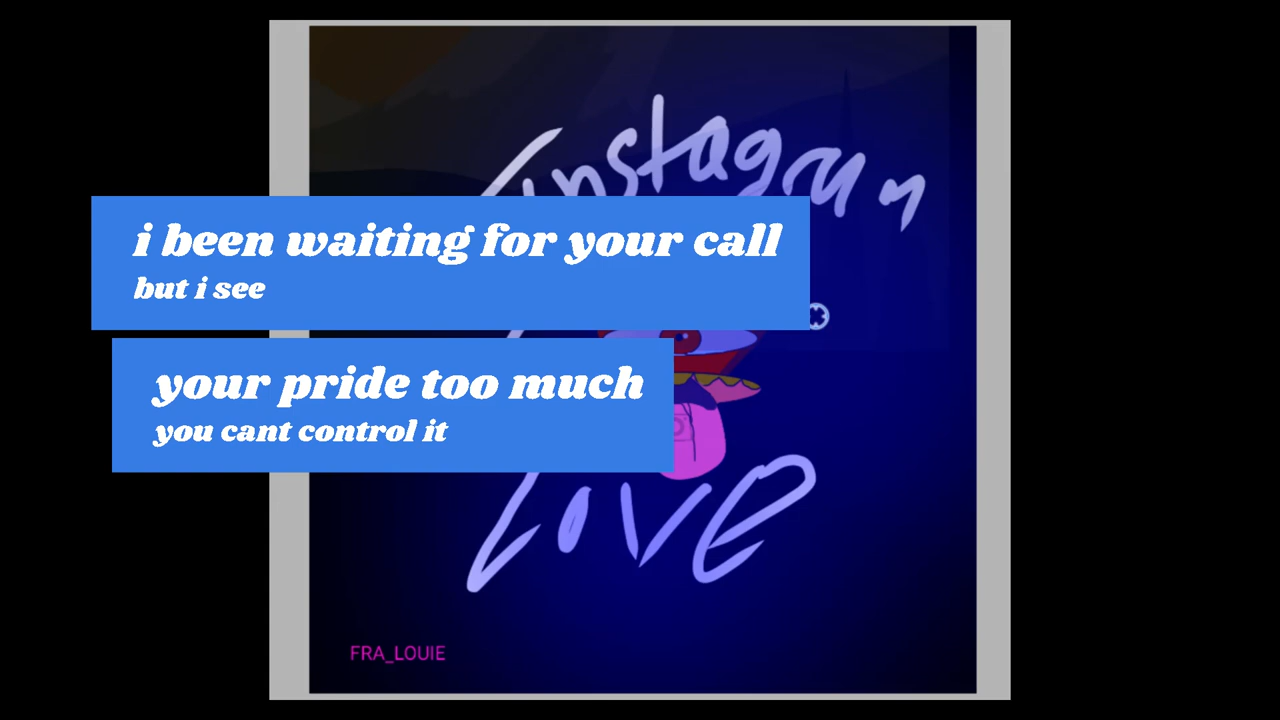 instagram
i been waiting for your call
but i see
your pride too much
you cant control it
Love
FRA_LOUIE